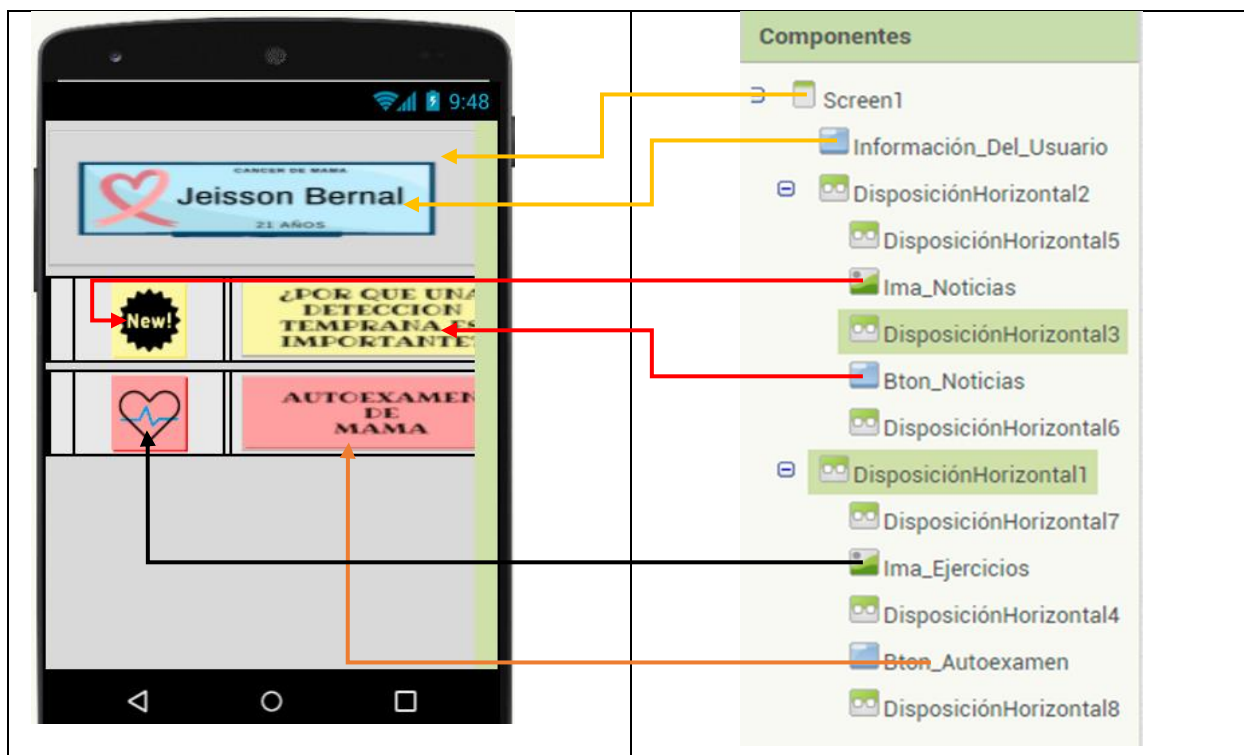 9:48
CANCER DE MAMA
Jeisson Bernal
21 AÑOS
New!
¿POR QUE UNA
DETECCION
TEMPRANA ES
IMPORTANTE?
AUTOEXAMEN
DE
MAMA
Componentes
Screen1
Información_Del_Usuario
DisposiciónHorizontal2
DisposiciónHorizontal5
Ima_Noticias
DisposiciónHorizontal3
Bton_Noticias
DisposiciónHorizontal6
DisposiciónHorizontal1
DisposiciónHorizontal7
Ima_Ejercicios
DisposiciónHorizontal4
Bton_Autoexamen
DisposiciónHorizontal8